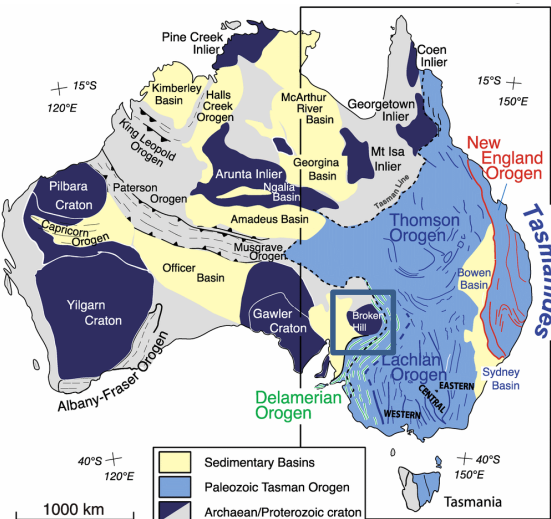 Pine Creek
Inlier
Coen
Inlier
15°S
120°E
Kimberley
Basin
Halls
Creek
Orogen
McArthur
River
Basin
15°S
150°E
Georgetown
Inlier
King Leopold
Orogen
New
England
Orogen
Mt Isa
Inlier
Georgina
Basin
Arunta Inlier
Ngalia
Basin
Pilbara
Craton
Paterson
Orogen
Tasman Line
Amadeus Basin
Thomson
Orogen
Tasmandes
Capricorn
Orogen
Musgrave
Orogen
Officer
Basin
Bowen
Basin
Yilgarn
Craton
Gawler
Craton
Broken
Hill
Lachlan
Orogen
Sydney
Basin
EASTERN
CENTRAL
WESTERN
Albany-Fraser Orogen
Delamerian
Orogen
40°S
120°E
40°S
150°E
Tasmania
Sedimentary Basins
Paleozoic Tasman Orogen
Archaean/Proterozoic craton
1000 km